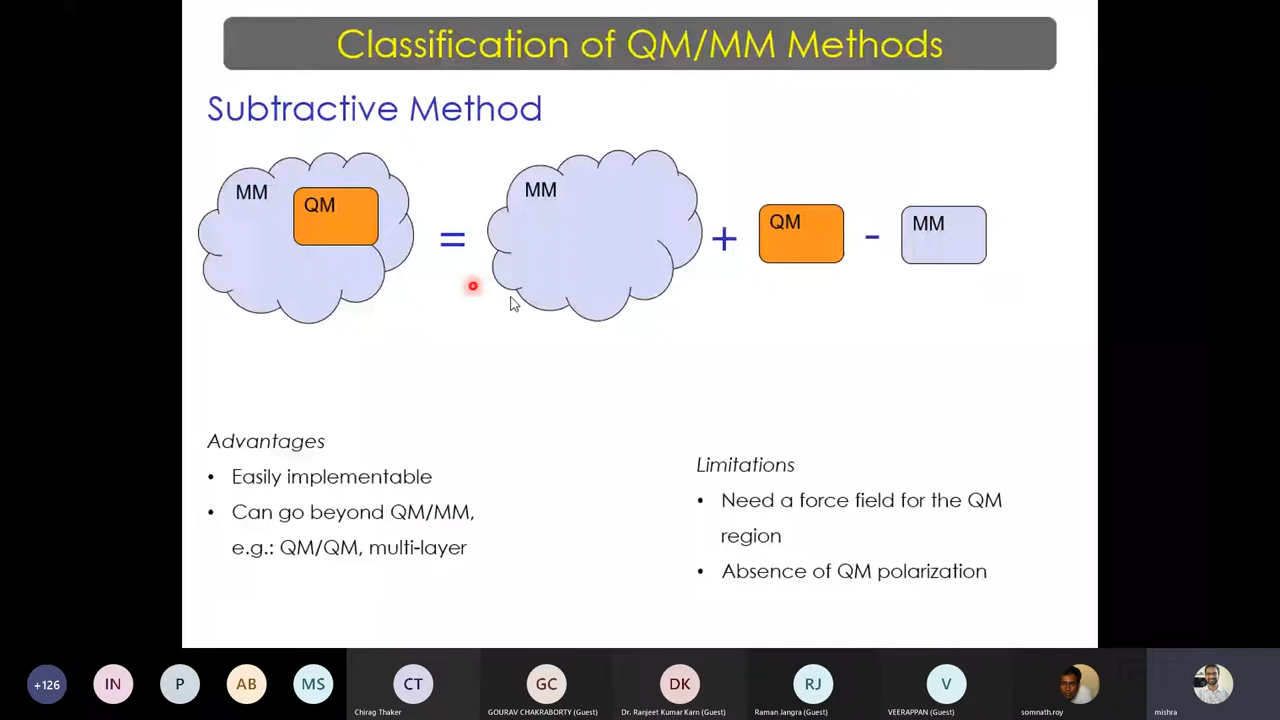 Classification of QM/MM Methods
Subtractive Method
MM
QM
=
MM
+
QM
-
MM
Advantages
• Easily implementable
• Can go beyond QM/MM,
e.g.: QM/QM, multi-layer
Limitations
• Need a force field for the QM
region
• Absence of QM polarization
+126
IN
P
AB
MS
CT
Chirag Thaker
GC
GOURAV CHAKRABORTY (Guest)
DK
Dr. Ranjeet Kumar Karn (Guest)
RJ
Raman Jangra (Guest)
V
VEERAPPAN (Guest)
somnath.roy
mishra